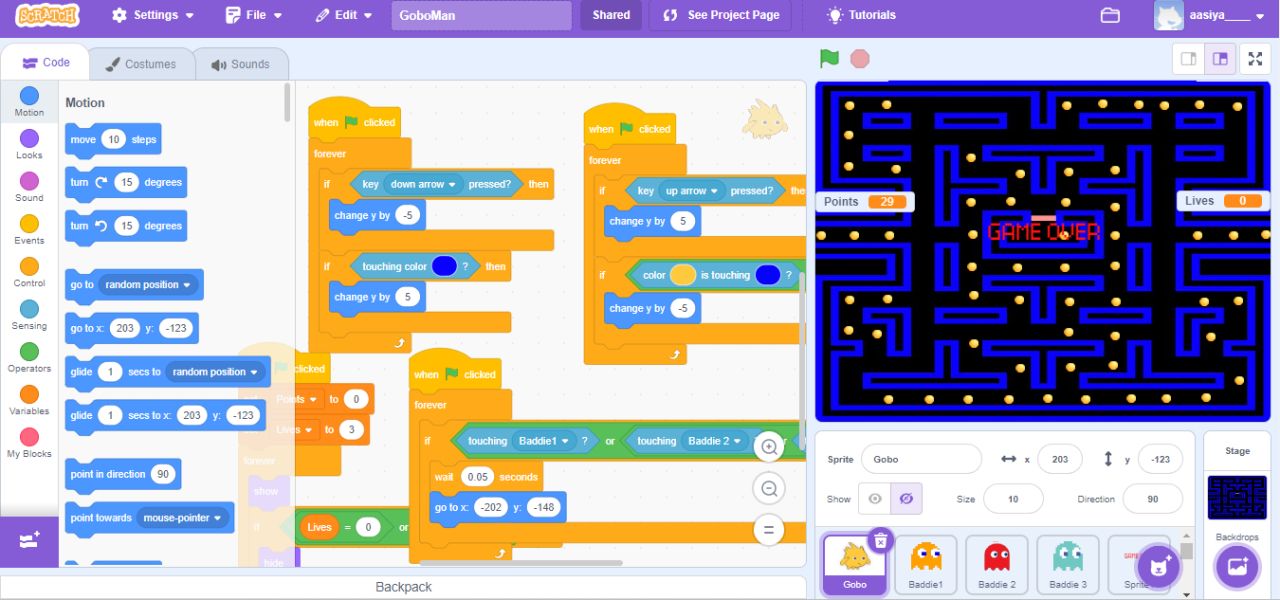 SCRATCH Settings File Edit GoboMan Shared See Project Page Tutorials aasiya____
Code Costumes Sounds
Motion
Looks
Sound
Events
Control
Sensing
Operators
Variables
My Blocks
Motion
move 10 steps
turn 15 degrees
turn 15 degrees
go to random position
go to x: 203 y: -123
glide 1 secs to random position
glide 1 secs to x: 203 y: -123
point in direction 90
point towards mouse-pointer
when clicked
forever
if key down arrow pressed? then
change y by -5
if touching color ? then
change y by 5
when clicked
forever
if key up arrow pressed?
change y by 5
if color is touching ?
change y by -5
clicked
Points to 0
Lives to 3
forever
show
if Lives = 0 or
hide
when clicked
forever
if touching Baddie1 ? or touching Baddie 2
wait 0.05 seconds
go to x: -202 y: -148
Backpack
Points 29
Lives 0
GAME OVER
Sprite Gobo x 203 y -123
Show Size 10 Direction 90
Gobo Baddie1 Baddie 2 Baddie 3
Stage
Backdrops